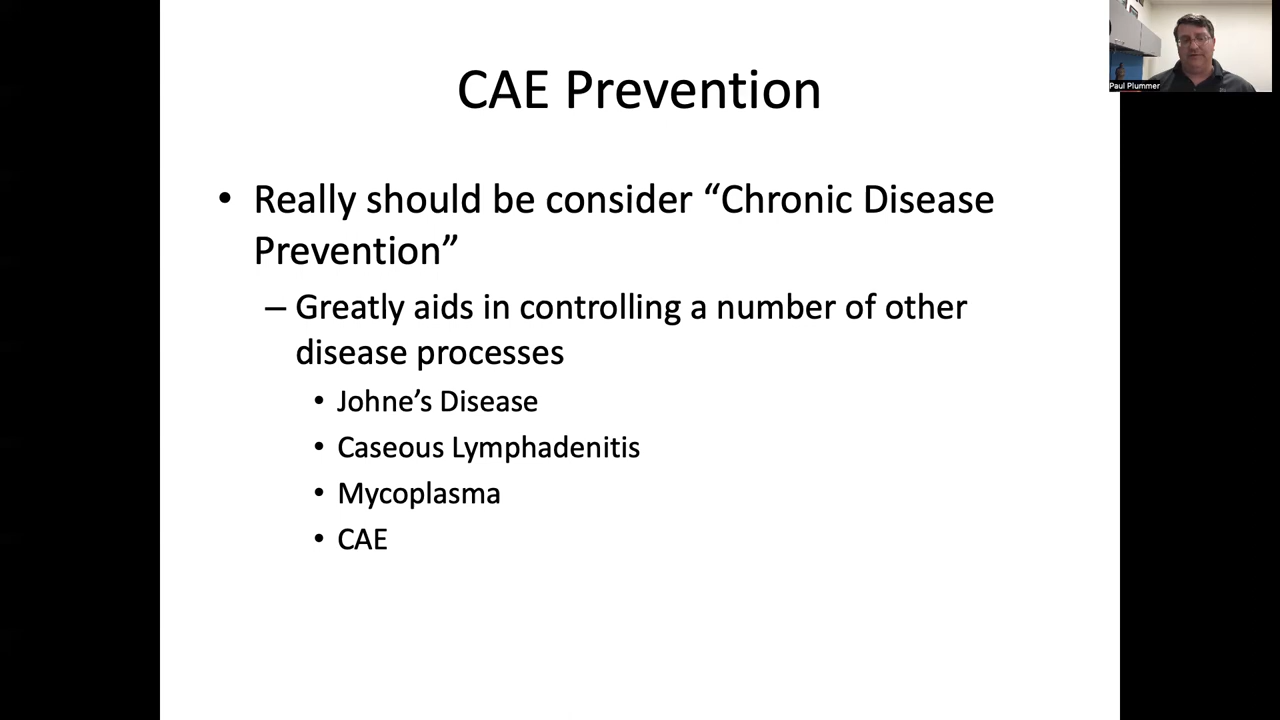 CAE Prevention
Paul Plummer
• Really should be consider “Chronic Disease
Prevention”
– Greatly aids in controlling a number of other
disease processes
• Johne’s Disease
• Caseous Lymphadenitis
• Mycoplasma
• CAE